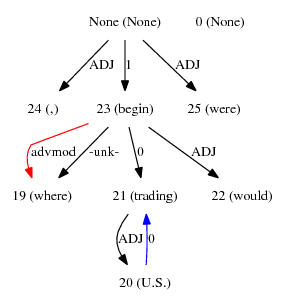 None (None) 0 (None)
ADJ 1 ADJ
24 (,) 23 (begin) 25 (were)
advmod -unk- 0 ADJ
19 (where) 21 (trading) 22 (would)
ADJ 0
20 (U.S.)